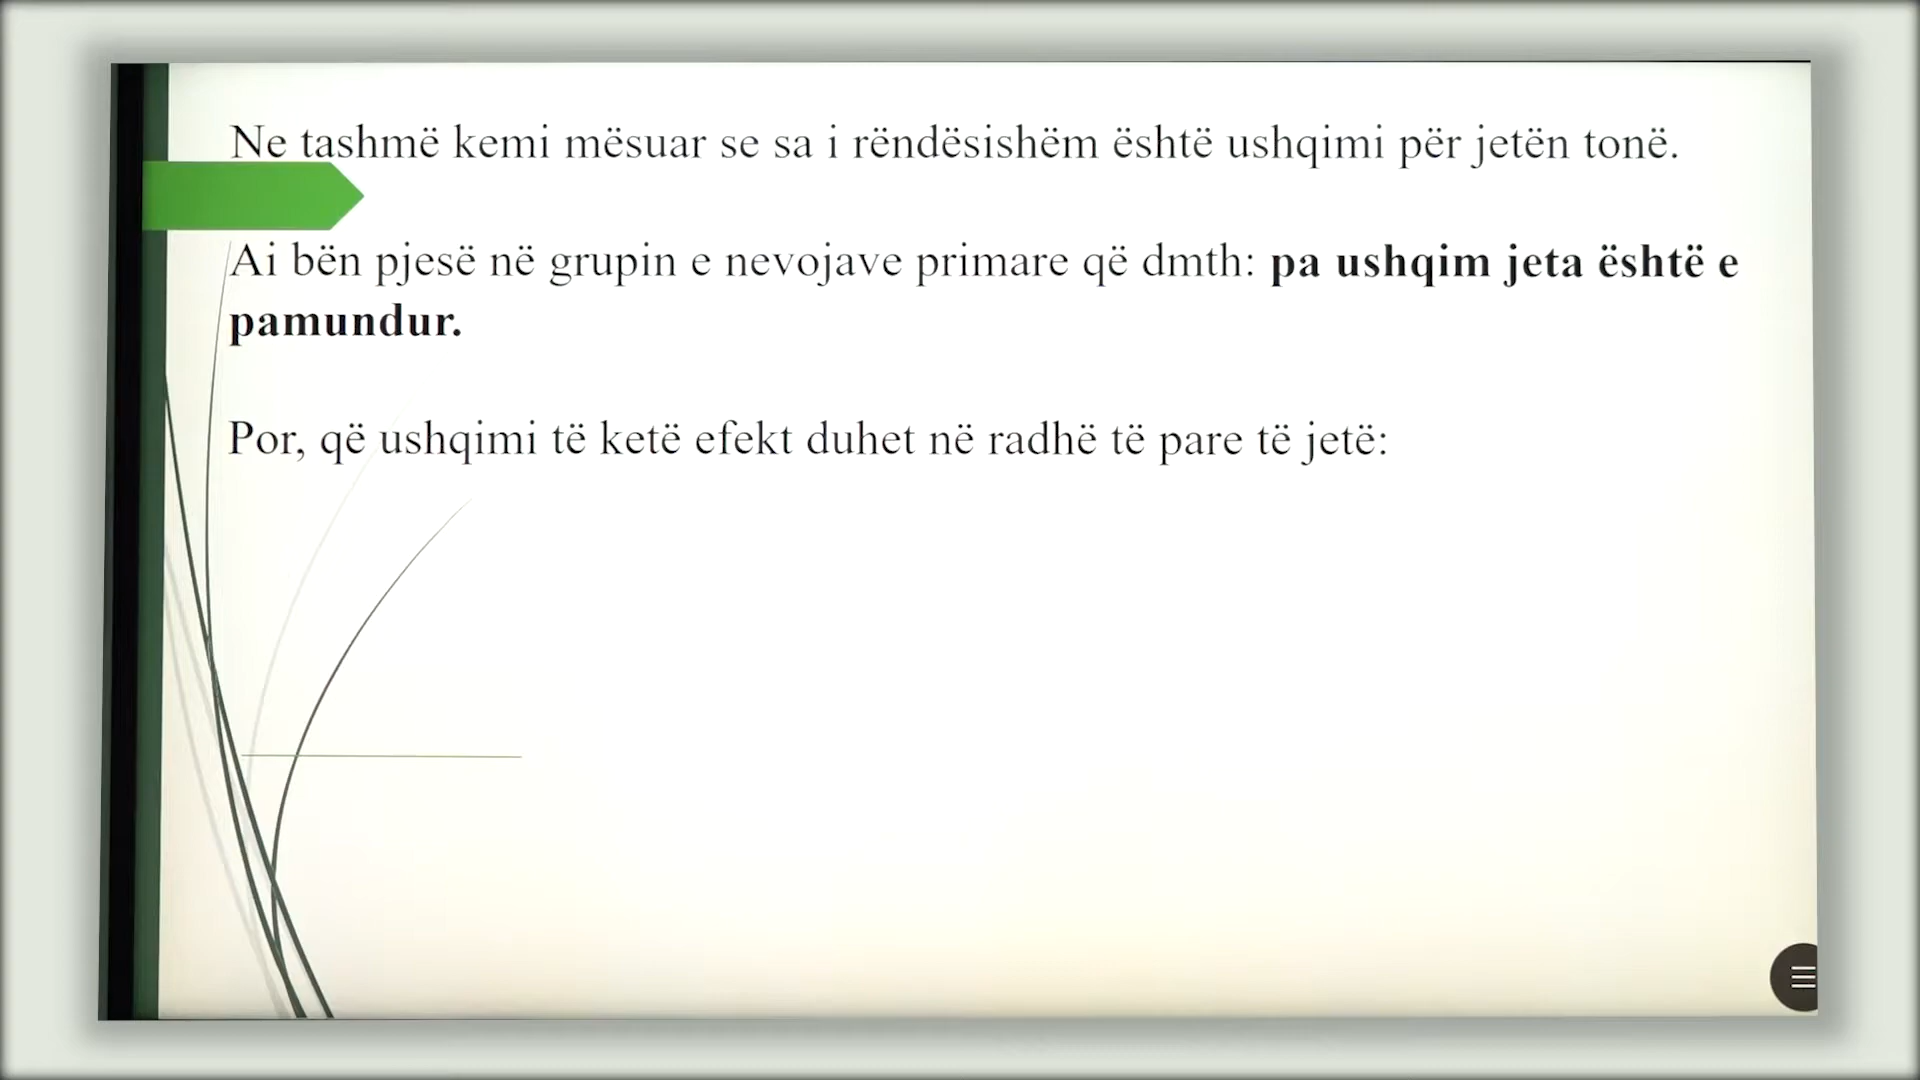 Ne tashmë kemi mësuar se sa i rëndësishëm është ushqimi për jetën tonë.
Ai bën pjesë në grupin e nevojave primare që dmth: pa ushqim jeta është e
pamundur.
Por, që ushqimi të ketë efekt duhet në radhë të pare të jetë: